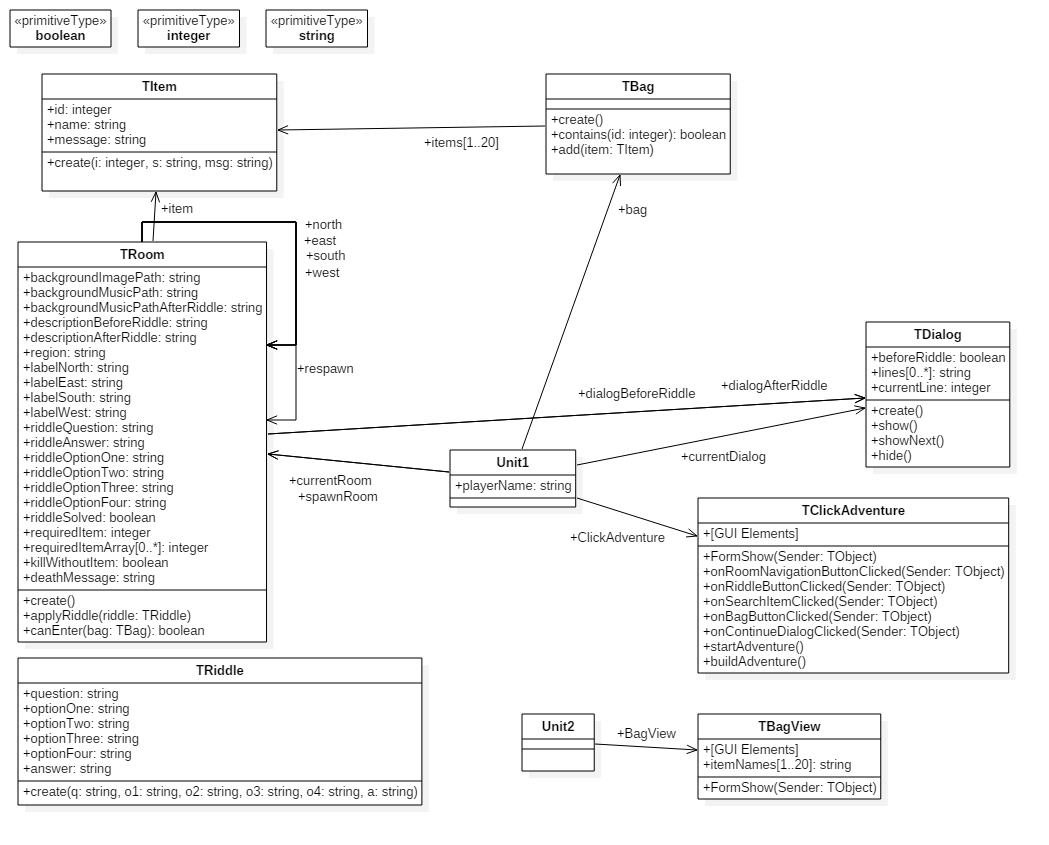 «primitiveType»
boolean
«primitiveType»
integer
«primitiveType»
string
TItem
+id: integer
+name: string
+message: string
+create(i: integer, s: string, msg: string)
TBag
+create()
+contains(id: integer): boolean
+add(item: TItem)
+items[1..20]
+item
+bag
+north
+east
+south
+west
TRoom
+backgroundImagePath: string
+backgroundMusicPath: string
+backgroundMusicPathAfterRiddle: string
+descriptionBeforeRiddle: string
+descriptionAfterRiddle: string
+region: string
+labelNorth: string
+labelEast: string
+labelSouth: string
+labelWest: string
+riddleQuestion: string
+riddleAnswer: string
+riddleOptionOne: string
+riddleOptionTwo: string
+riddleOptionThree: string
+riddleOptionFour: string
+riddleSolved: boolean
+requiredItem: integer
+requiredItemArray[0..*]: integer
+killWithoutItem: boolean
+deathMessage: string
+create()
+applyRiddle(riddle: TRiddle)
+canEnter(bag: TBag): boolean
+respawn
+dialogBeforeRiddle
+dialogAfterRiddle
TDialog
+beforeRiddle: boolean
+lines[0..*]: string
+currentLine: integer
+create()
+show()
+showNext()
+hide()
+currentRoom
+spawnRoom
Unit1
+playerName: string
+currentDialog
+ClickAdventure
TClickAdventure
+[GUI Elements]
+FormShow(Sender: TObject)
+onRoomNavigationButtonClicked(Sender: TObject)
+onRiddleButtonClicked(Sender: TObject)
+onSearchItemClicked(Sender: TObject)
+onBagButtonClicked(Sender: TObject)
+onContinueDialogClicked(Sender: TObject)
+startAdventure()
+buildAdventure()
TRiddle
+question: string
+optionOne: string
+optionTwo: string
+optionThree: string
+optionFour: string
+answer: string
+create(q: string, o1: string, o2: string, o3: string, o4: string, a: string)
Unit2
+BagView
TBagView
+[GUI Elements]
+itemNames[1..20]: string
+FormShow(Sender: TObject)